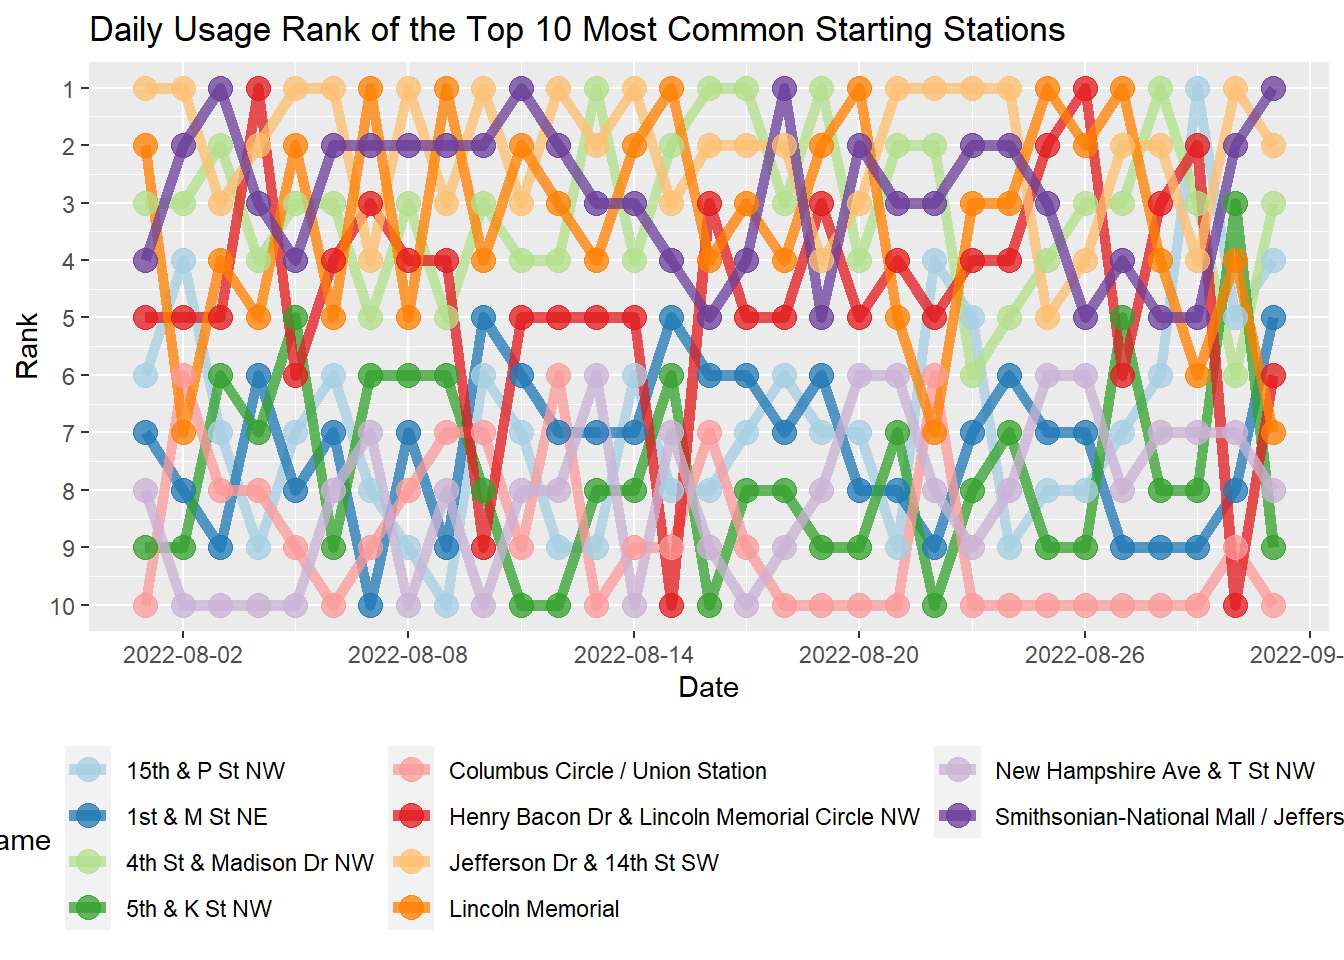 Daily Usage Rank of the Top 10 Most Common Starting Stations
Rank
1
2
3
4
5
6
7
8
9
10
2022-08-02 2022-08-08 2022-08-14 2022-08-20 2022-08-26 2022-09-
Date
ame
15th & P St NW
1st & M St NE
4th St & Madison Dr NW
5th & K St NW
Columbus Circle / Union Station
Henry Bacon Dr & Lincoln Memorial Circle NW
Jefferson Dr & 14th St SW
Lincoln Memorial
New Hampshire Ave & T St NW
Smithsonian-National Mall / Jeffers